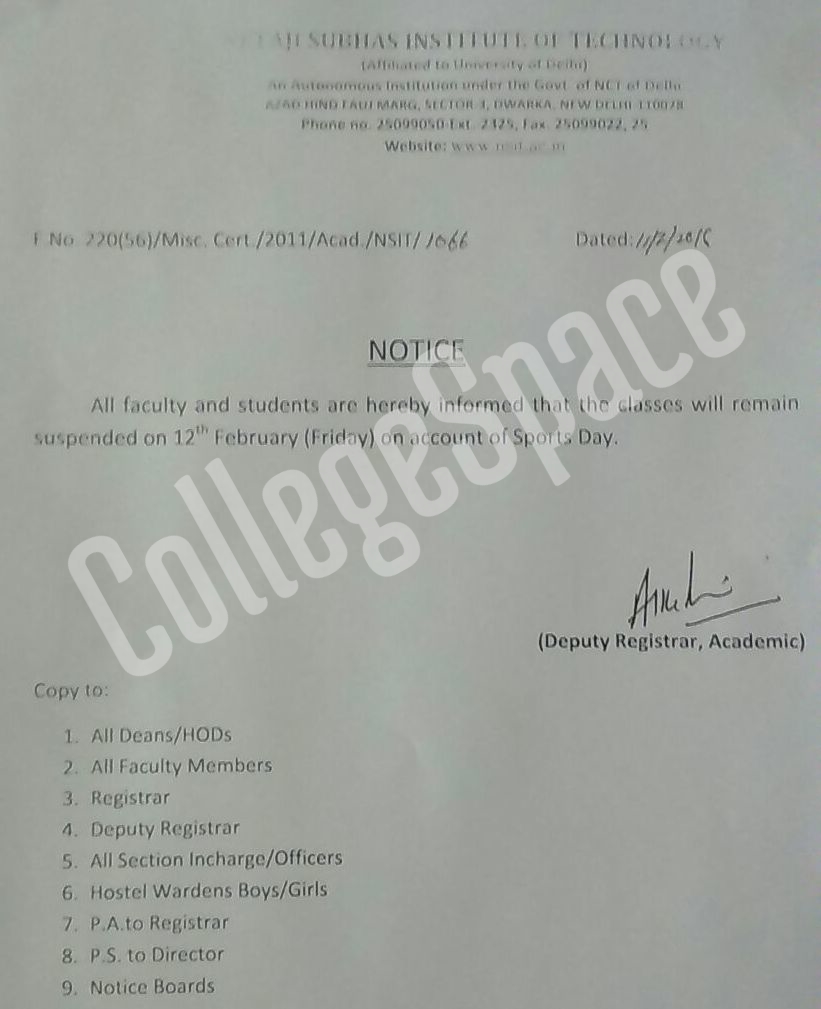 SUBHAS INSTITUTE OF TECHNOLOGY
(Affiliated to University of Delhi)
An Autonomous Institution under the Govt. of NCT of Delhi
AZAD HIND FAUJ MARG, SECTOR-3, DWARKA, NEW DELHI-110078
Phone no. 25099050-Ext. 2325, Fax. 25099022, 25
Website: www.nsit.ac.in
F.No. 220(56)/Misc. Cert./2011/Acad./NSIT/ 1066 Dated: 11/2/2016
NOTICE
All faculty and students are hereby informed that the classes will remain
suspended on 12th February (Friday) on account of Sports Day.
CollegeSpace
(Deputy Registrar, Academic)
Copy to:
1. All Deans/HODs
2. All Faculty Members
3. Registrar
4. Deputy Registrar
5. All Section Incharge/Officers
6. Hostel Wardens Boys/Girls
7. P.A.to Registrar
8. P.S. to Director
9. Notice Boards